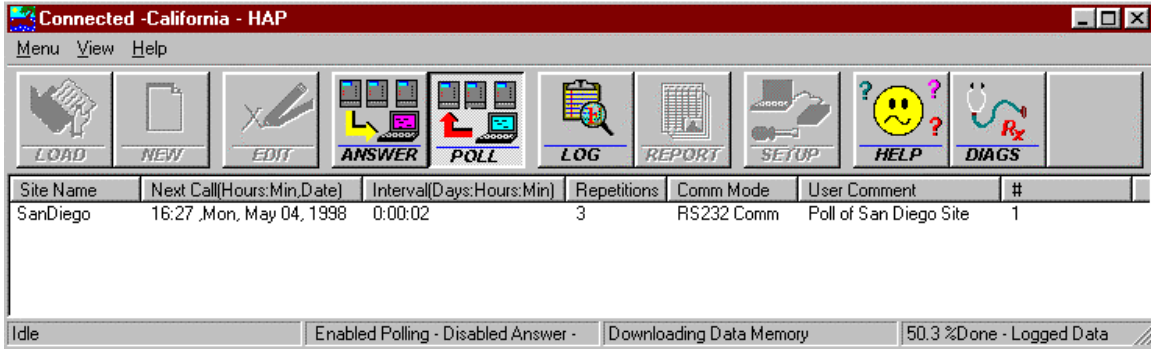 Connected -California - HAP
Menu View Help
LOAD NEW EDIT ANSWER POLL LOG REPORT SETUP HELP DIAGS
Site Name Next Call(Hours:Min,Date) Interval(Days:Hours:Min) Repetitions Comm Mode User Comment #
SanDiego 16:27 ,Mon, May 04, 1998 0:00:02 3 RS232 Comm Poll of San Diego Site 1
Idle Enabled Polling - Disabled Answer - Downloading Data Memory 50.3 %Done - Logged Data